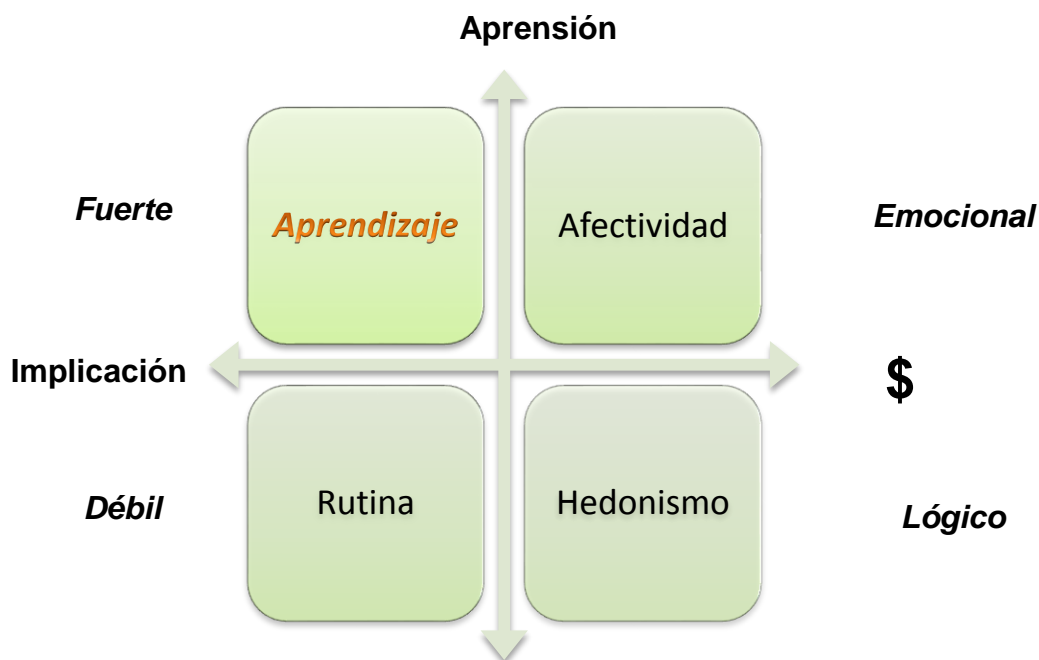 Aprensión
Fuerte
Aprendizaje
Afectividad
Emocional
Implicación
$
Débil
Rutina
Hedonismo
Lógico